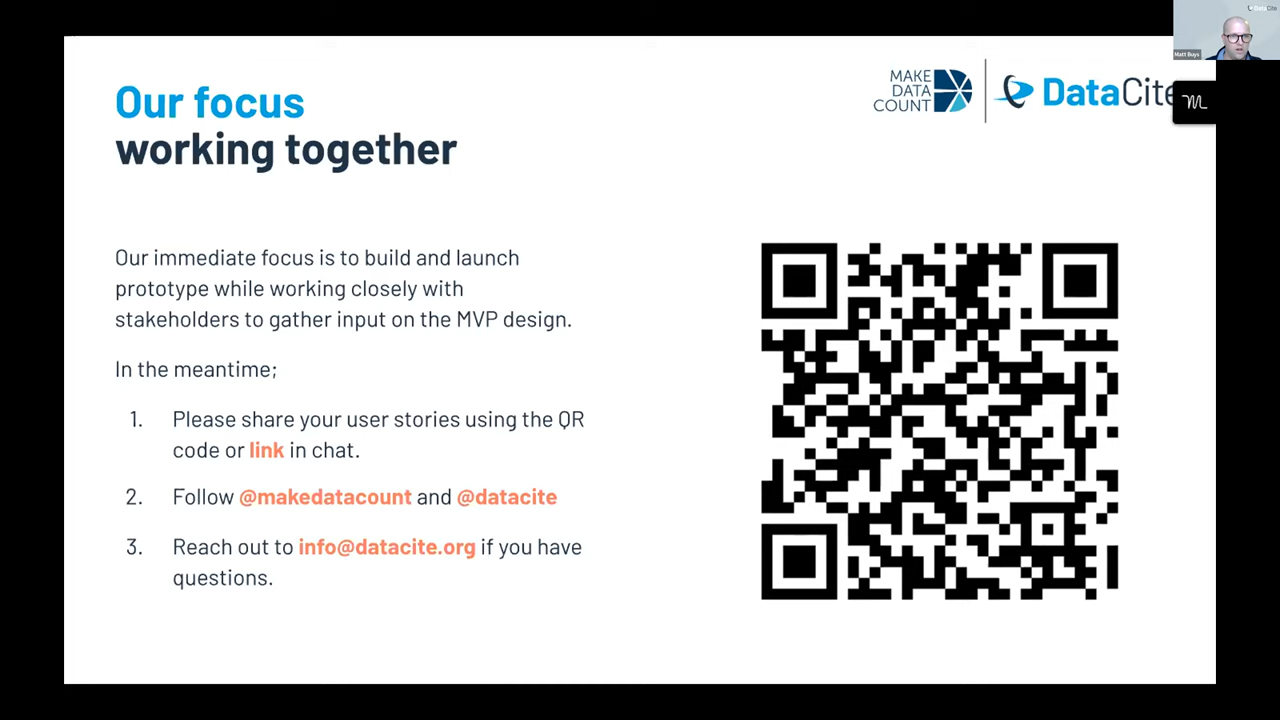 Our focus
working together
MAKE
DATA
COUNT
DataCite
DataCite
Matt Buys
Our immediate focus is to build and launch
prototype while working closely with
stakeholders to gather input on the MVP design.
In the meantime;
1. Please share your user stories using the QR
code or link in chat.
2. Follow @makedatacount and @datacite
3. Reach out to info@datacite.org if you have
questions.